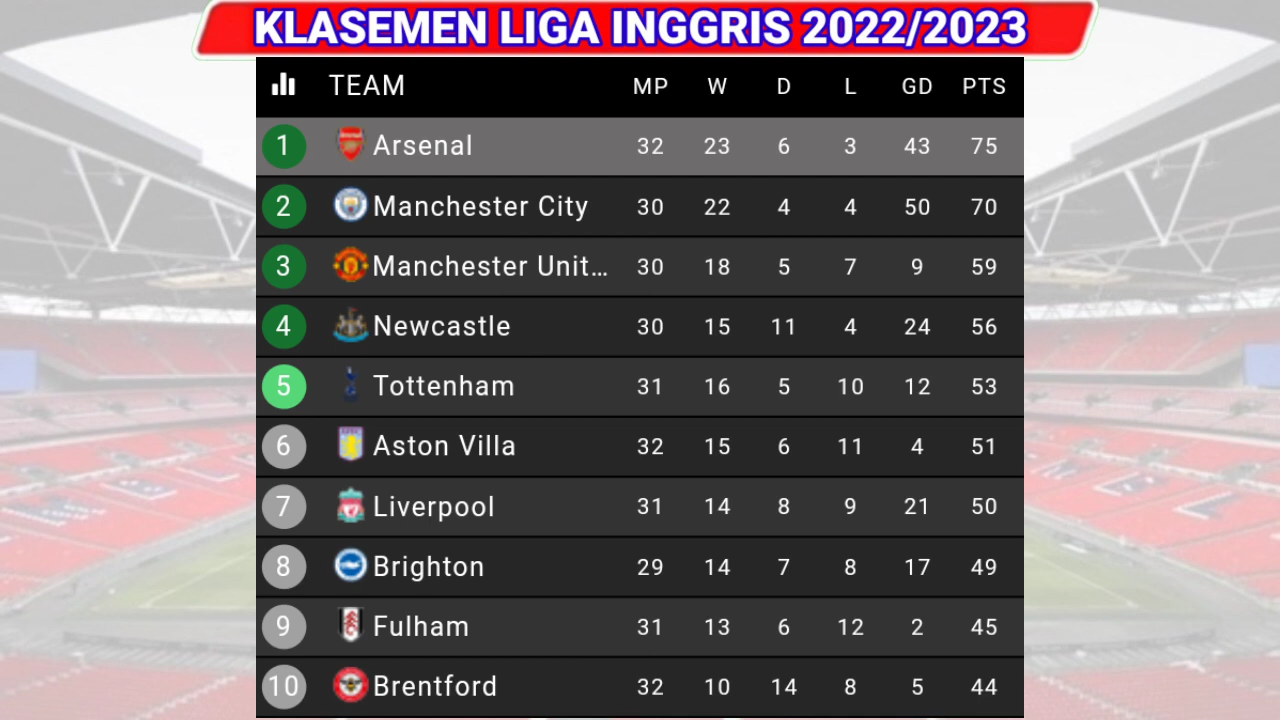 KLASEMEN LIGA INGGRIS 2022/2023
TEAM MP W D L GD PTS
1 Arsenal 32 23 6 3 43 75
2 Manchester City 30 22 4 4 50 70
3 Manchester Unit... 30 18 5 7 9 59
4 Newcastle 30 15 11 4 24 56
5 Tottenham 31 16 5 10 12 53
6 Aston Villa 32 15 6 11 4 51
7 Liverpool 31 14 8 9 21 50
8 Brighton 29 14 7 8 17 49
9 Fulham 31 13 6 12 2 45
10 Brentford 32 10 14 8 5 44